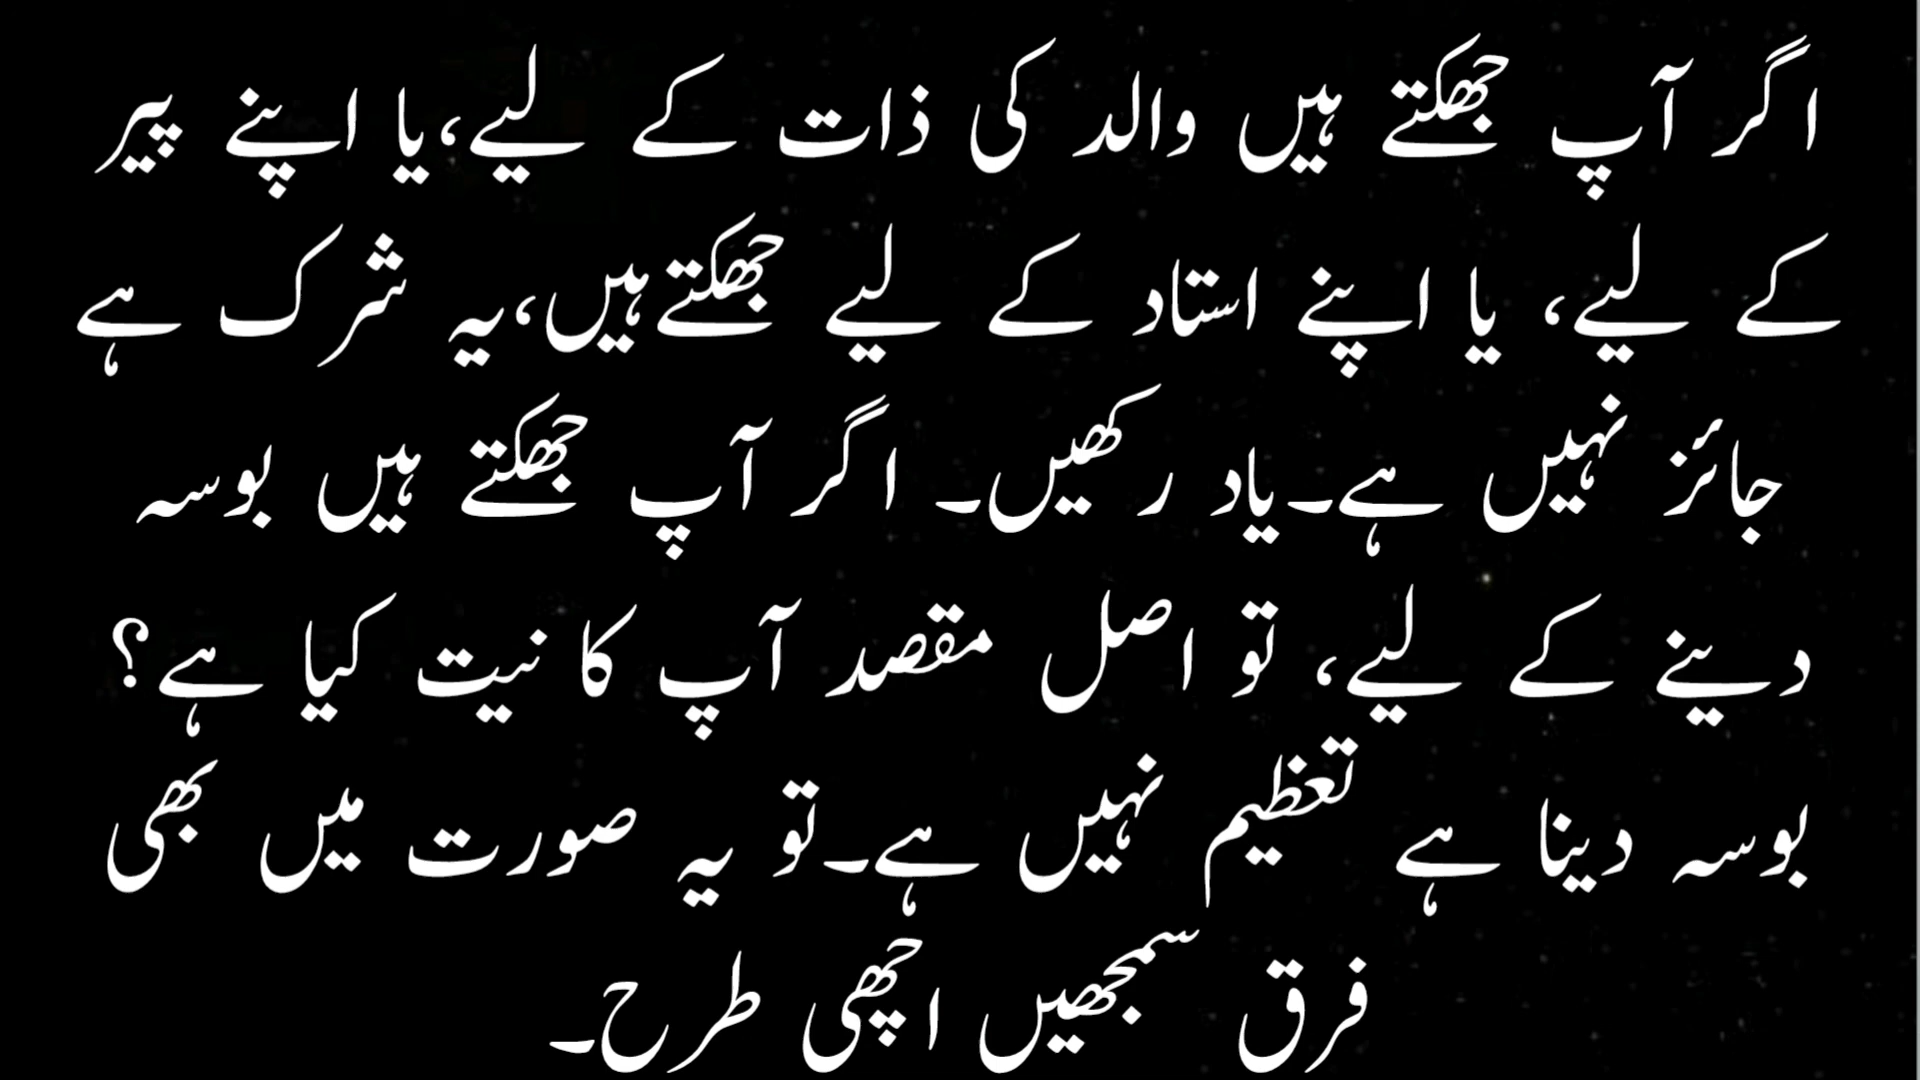 اگر آپ جھکتے ہیں والد کی ذات کے لیے،یا اپنے پیر
کے لیے، یا اپنے استاد کے لیے جھکتےہیں،یہ شرک ہے
جائز نہیں ہے۔یاد رکھیں۔ اگر آپ جھکتے ہیں بوسہ
دینے کے لیے، تو اصل مقصد آپ کا نیت کیا ہے؟
بوسہ دینا ہے تعظیم نہیں ہے۔تو یہ صورت میں بھی
فرق سمجھیں اچھی طرح۔